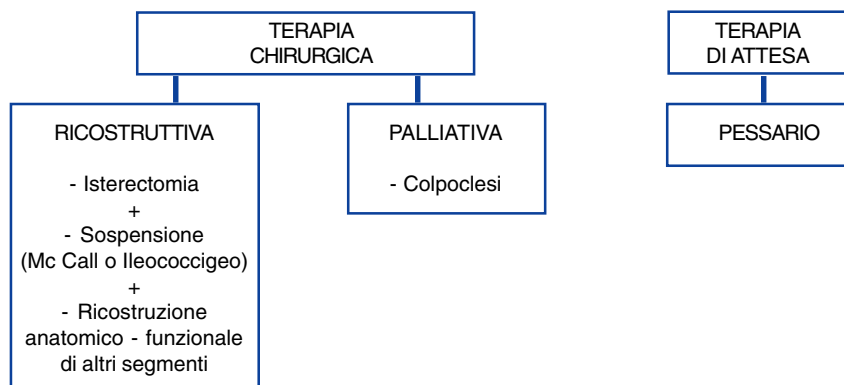 TERAPIA
CHIRURGICA
TERAPIA
DI ATTESA
RICOSTRUTTIVA
- Isterectomia
+
- Sospensione
(Mc Call o Ileococcigeo)
+
- Ricostruzione
anatomico - funzionale
di altri segmenti
PALLIATIVA
- Colpoclesi
PESSARIO